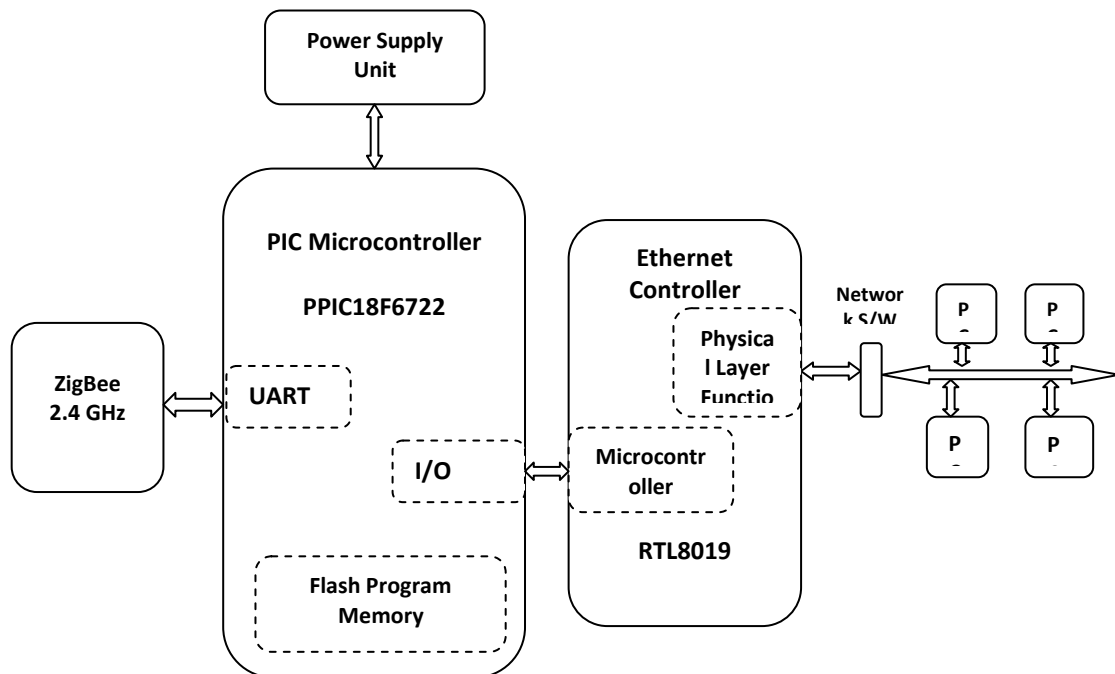 Power Supply
Unit
PIC Microcontroller
PPIC18F6722
UART
I/O
Flash Program
Memory
ZigBee
2.4 GHz
Ethernet
Controller
Physica
l Layer
Functio
Microcontr
oller
RTL8019
Networ
k S/W
P
P
P
P